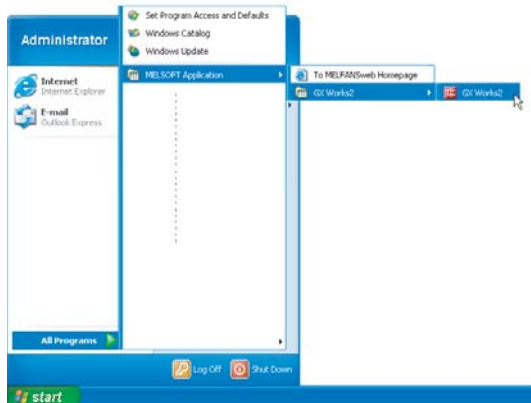 Administrator
Internet
Internet Explorer
E-mail
Outlook Express
All Programs
Set Program Access and Defaults
Windows Catalog
Windows Update
MELSOFT Application
To MELFANSweb Homepage
GX Works2
GX Works2
Log Off
Shut Down
start